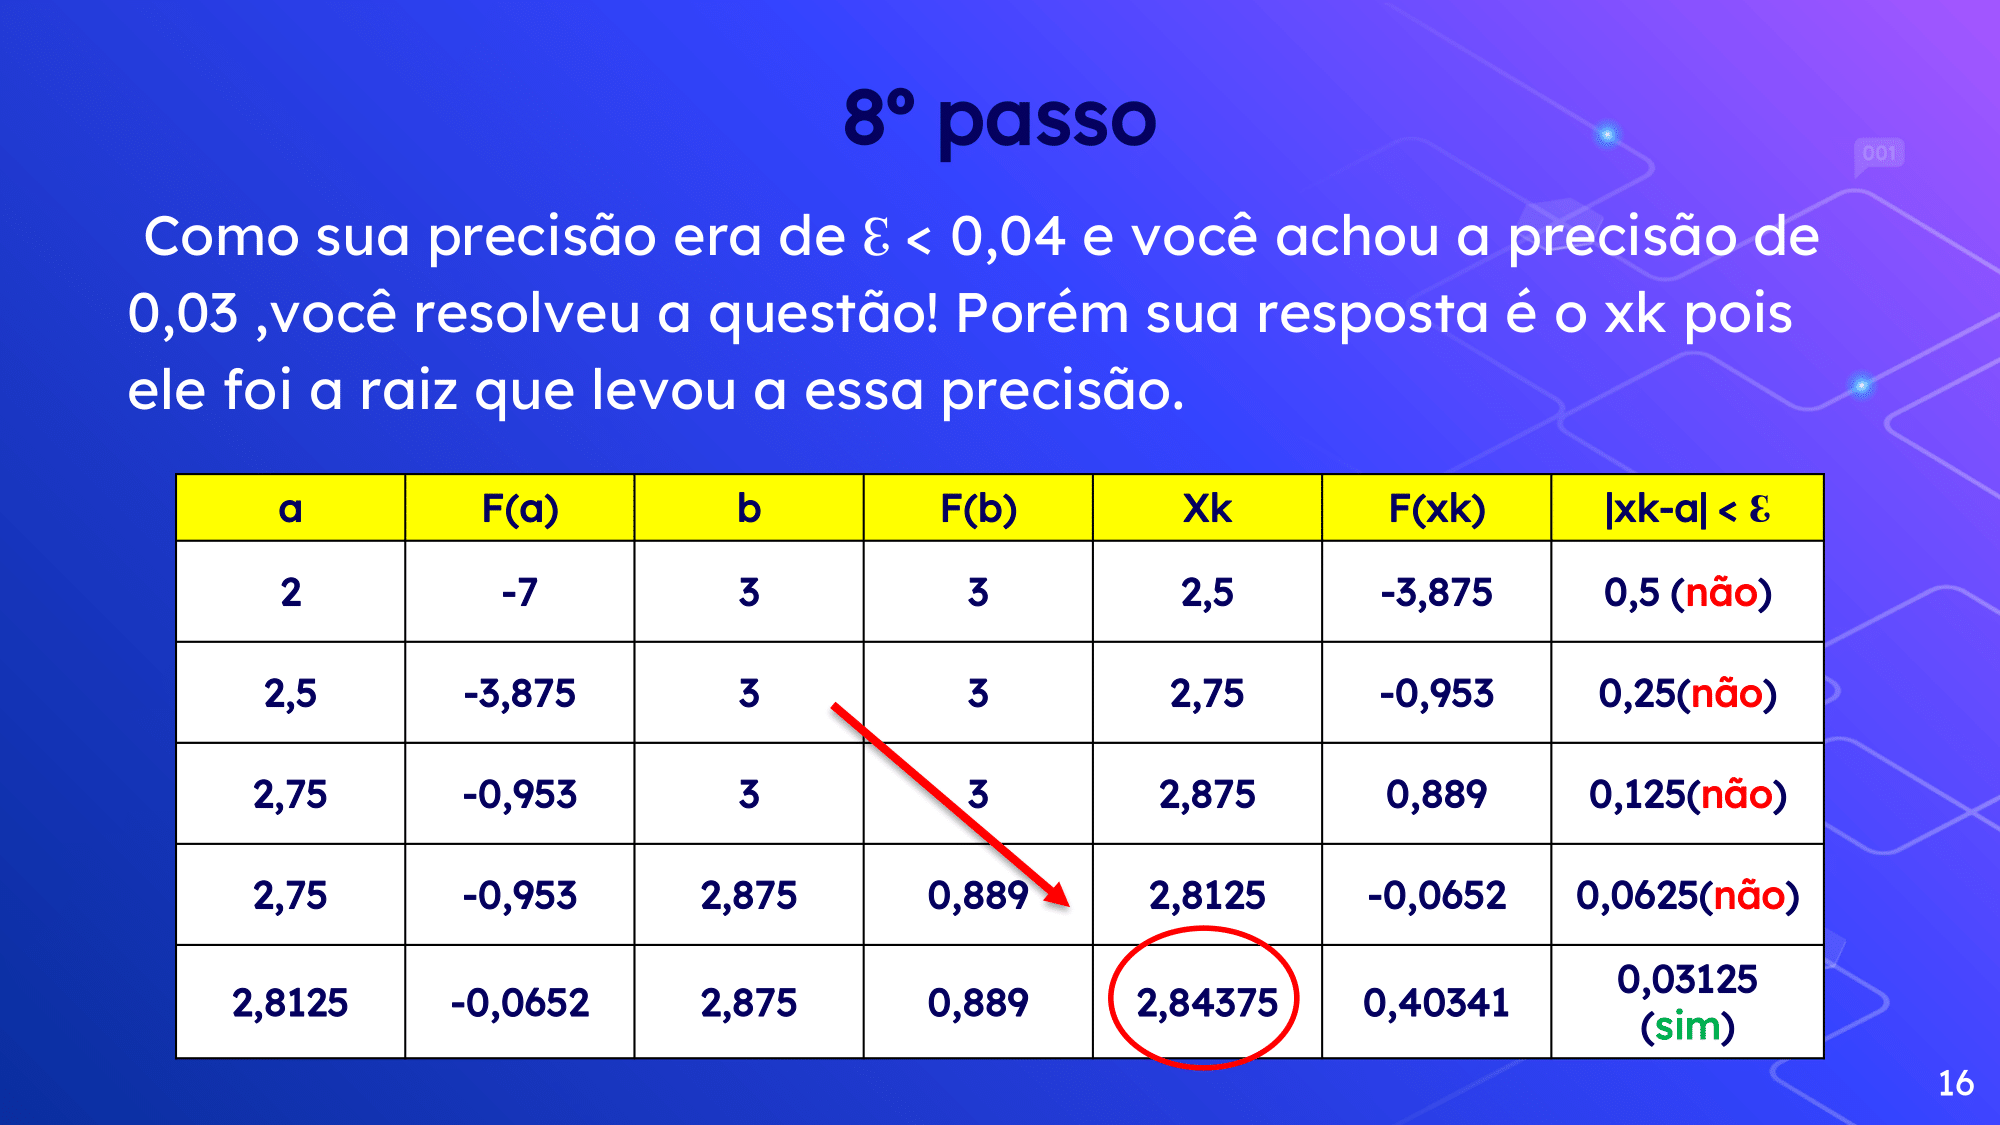 001
8º passo
Como sua precisão era de Ɛ < 0,04 e você achou a precisão de
0,03 ,você resolveu a questão! Porém sua resposta é o xk pois
ele foi a raiz que levou a essa precisão.
a F(a) b F(b) Xk F(xk) |xk-a| < Ɛ
2 -7 3 3 2,5 -3,875 0,5 (não)
2,5 -3,875 3 3 2,75 -0,953 0,25(não)
2,75 -0,953 3 3 2,875 0,889 0,125(não)
2,75 -0,953 2,875 0,889 2,8125 -0,0652 0,0625(não)
2,8125 -0,0652 2,875 0,889 2,84375 0,40341 0,03125
(sim)
16